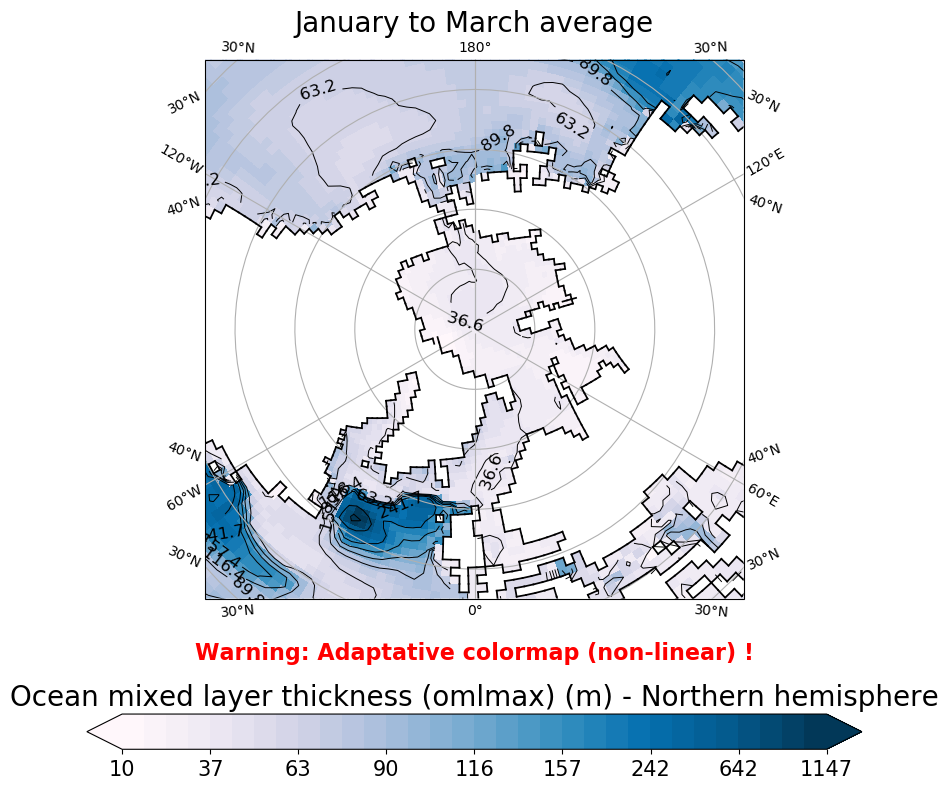 January to March average
30°N 180° 30°N
30°N 63.2 89.8 30°N
120°W 89.8 63.2 120°E
.2
40°N 40°N
36.6
40°N 36.6 40°N
60°W 60°E
41.7 241.7
116.4
30°N 89.8 30°N
30°N 0° 30°N
Warning: Adaptative colormap (non-linear) !
Ocean mixed layer thickness (omlmax) (m) - Northern hemisphere
10 37 63 90 116 157 242 642 1147